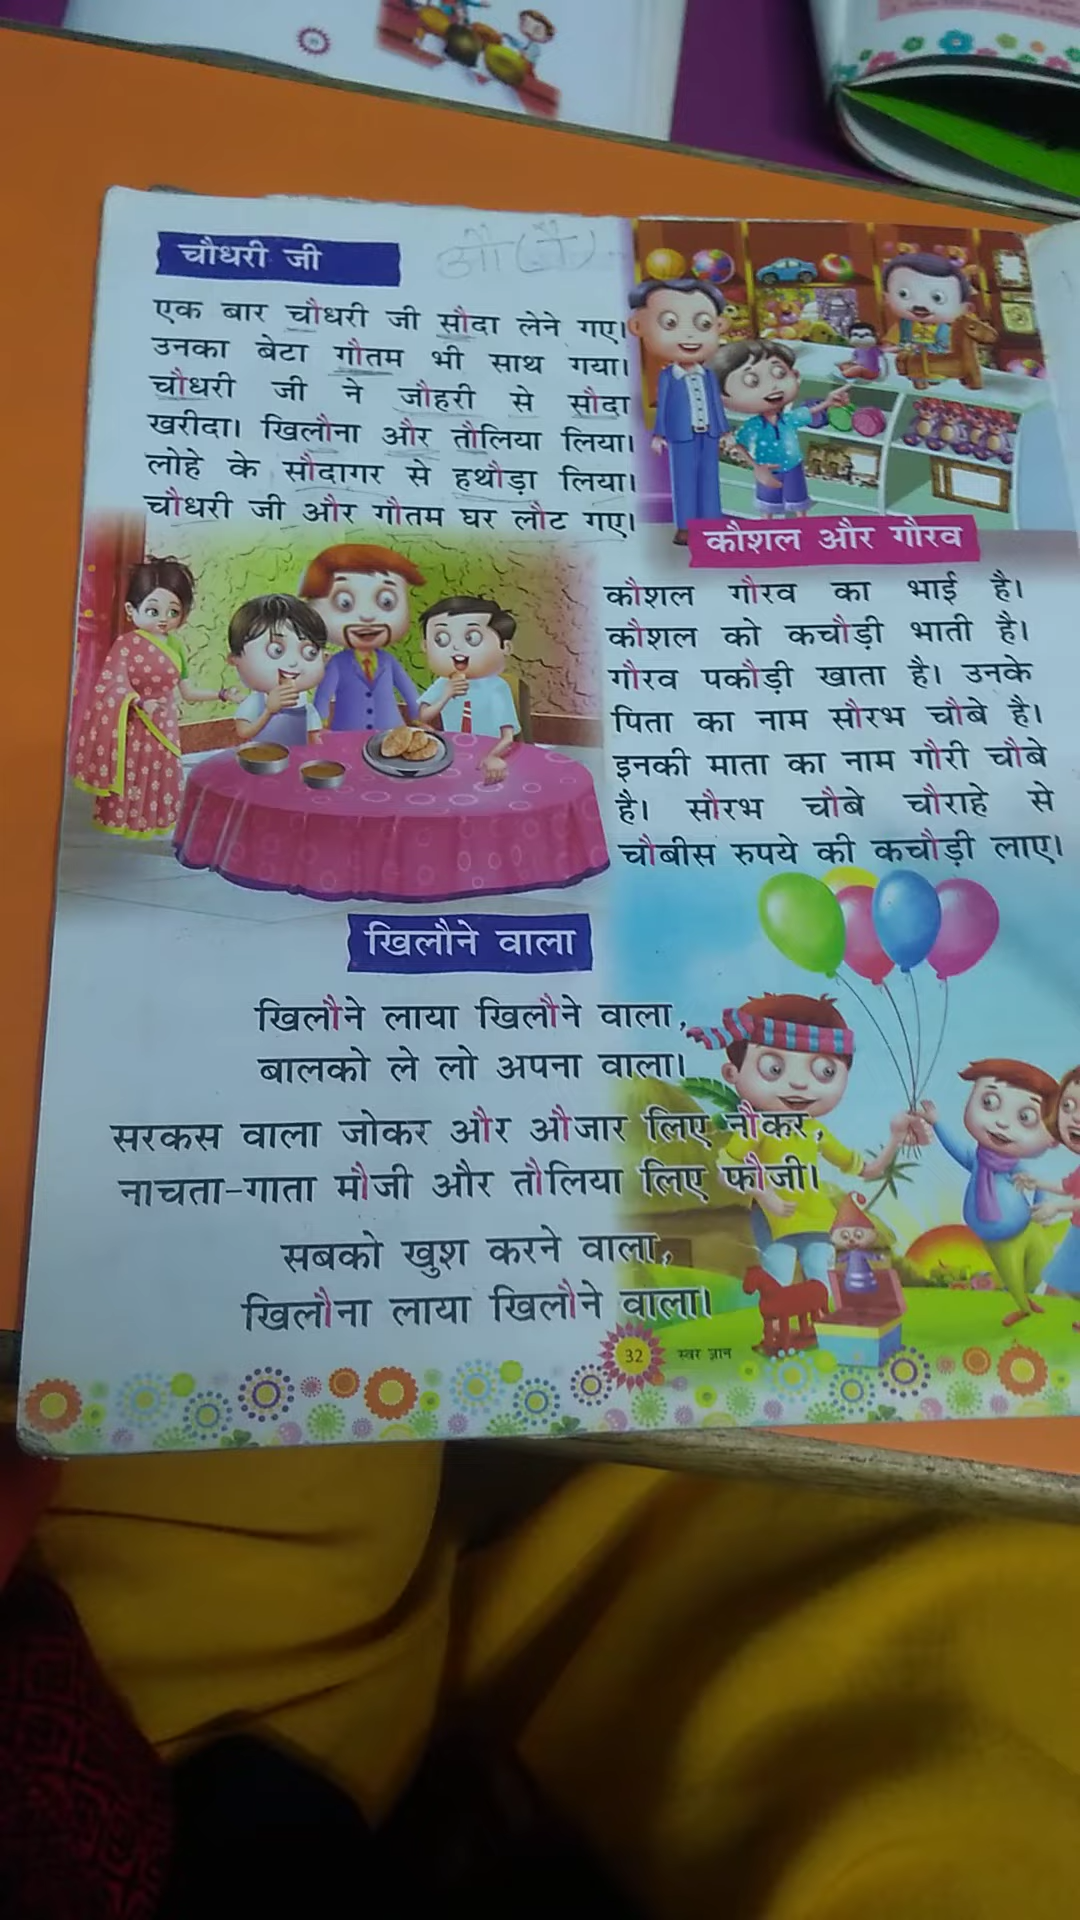 चौधरी जी
औ(ौ)
एक बार चौधरी जी सौदा लेने गए।
उनका बेटा गौतम भी साथ गया।
चौधरी जी ने जौहरी से सौदा
खरीदा। खिलौना और तौलिया लिया।
लोहे के सौदागर से हथौड़ा लिया।
चौधरी जी और गौतम घर लौट गए।
कौशल और गौरव
कौशल गौरव का भाई है।
कौशल को कचौड़ी भाती है।
गौरव पकौड़ी खाता है। उनके
पिता का नाम सौरभ चौबे है।
इनकी माता का नाम गौरी चौबे
है। सौरभ चौबे चौराहे से
चौबीस रुपये की कचौड़ी लाए।
खिलौने वाला
खिलौने लाया खिलौने वाला,
बालको ले लो अपना वाला।
सरकस वाला जोकर और औजार लिए नौकर,
नाचता-गाता मौजी और तौलिया लिए फौजी।
सबको खुश करने वाला,
खिलौना लाया खिलौने वाला।
32 स्वर ज्ञान